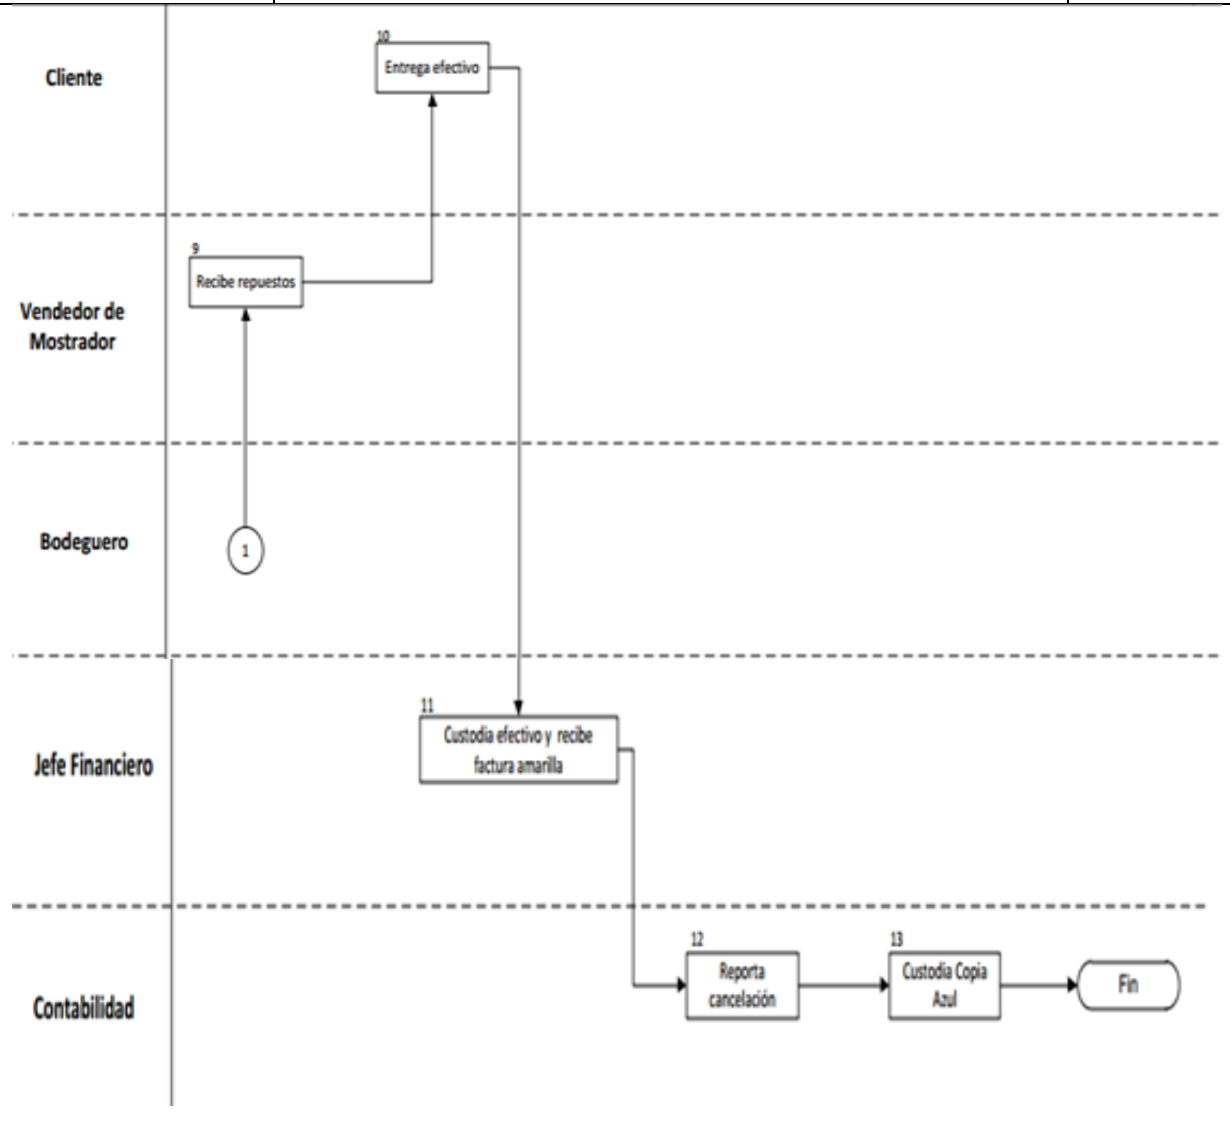 10
Cliente
Entrega efectivo
9
Recibe repuestos
Vendedor de
Mostrador
Bodeguero
1
11
Custodia efectivo y recibe
factura amarilla
Jefe Financiero
12
13
Reporta
cancelación
Custodia Copia
Azul
Fin
Contabilidad